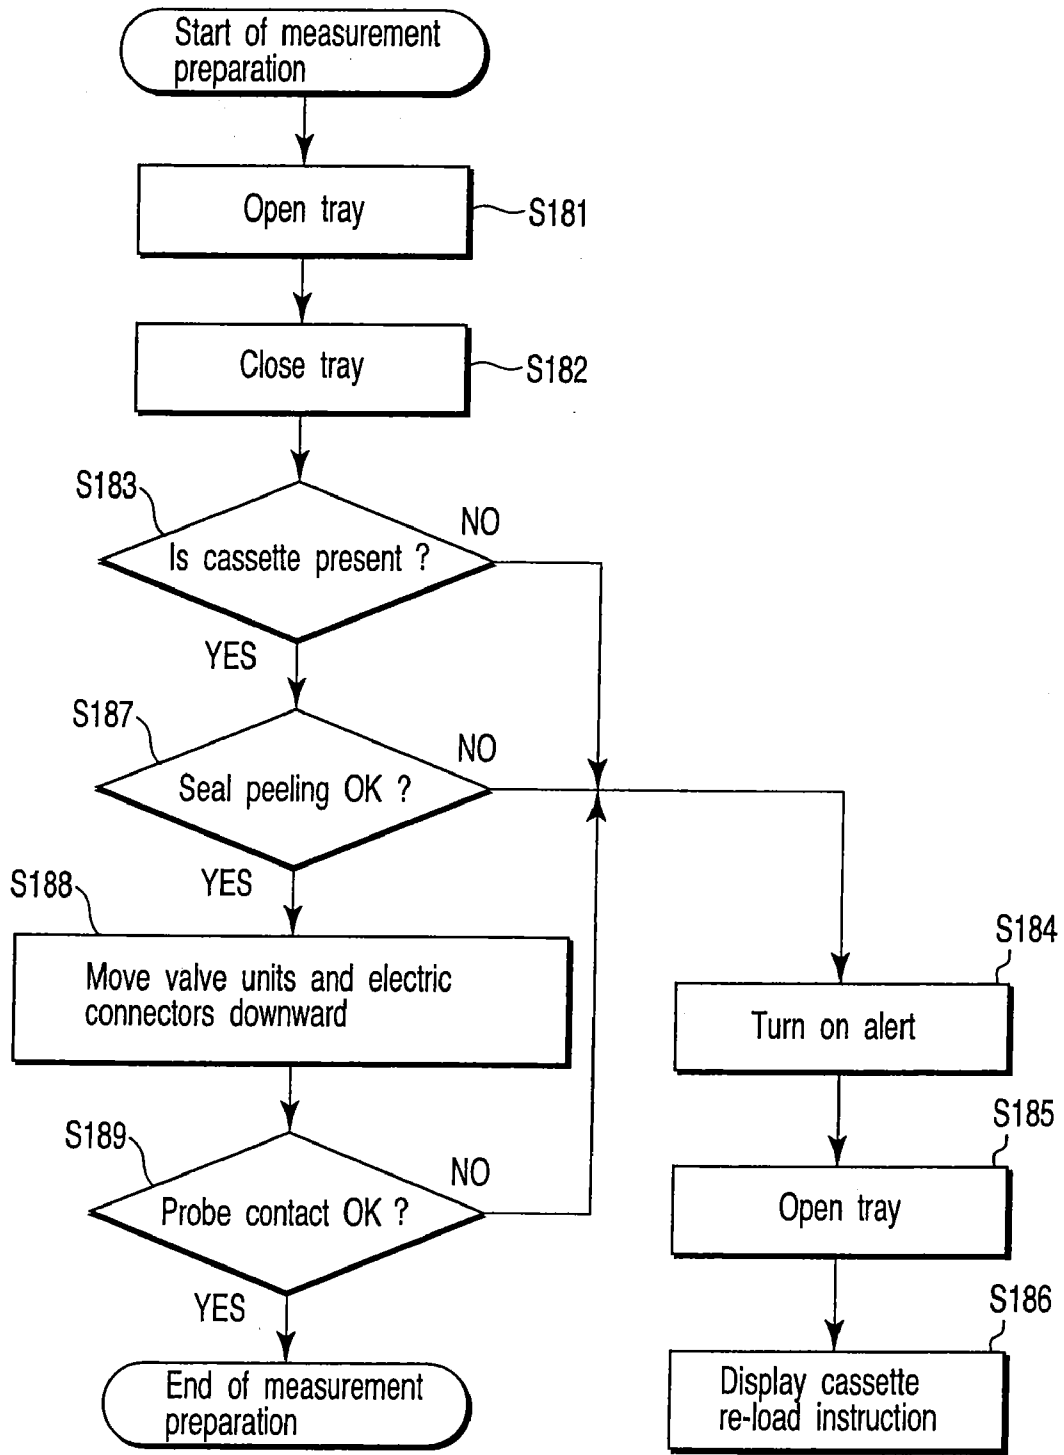 Start of measurement
preparation
Open tray
S181
Close tray
S182
S183
Is cassette present ?
NO
YES
S187
Seal peeling OK ?
NO
YES
S188
Move valve units and electric
connectors downward
S189
Probe contact OK ?
NO
YES
End of measurement
preparation
S184
Turn on alert
S185
Open tray
S186
Display cassette
re-load instruction